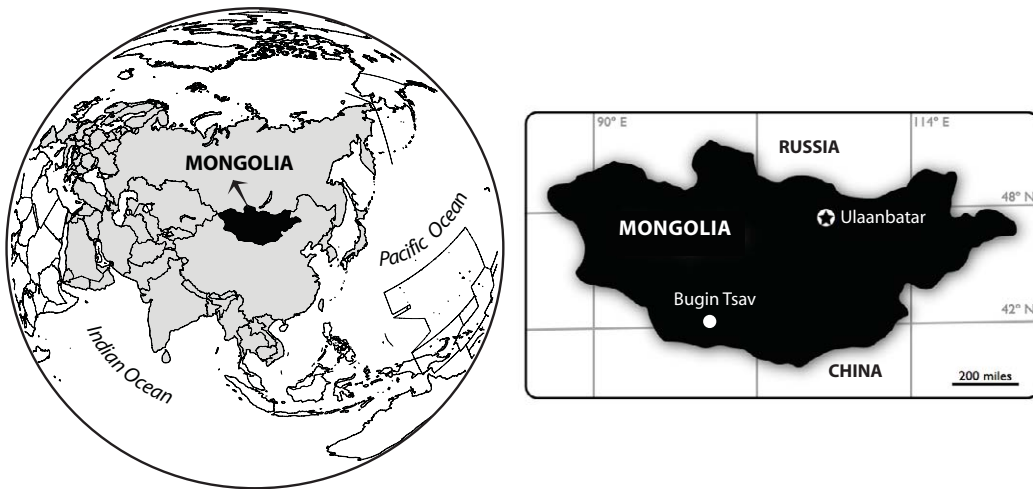 MONGOLIA
Pacific Ocean
Indian Ocean
90° E
114° E
RUSSIA
48° N
Ulaanbatar
MONGOLIA
Bugin Tsav
42° N
CHINA
200 miles